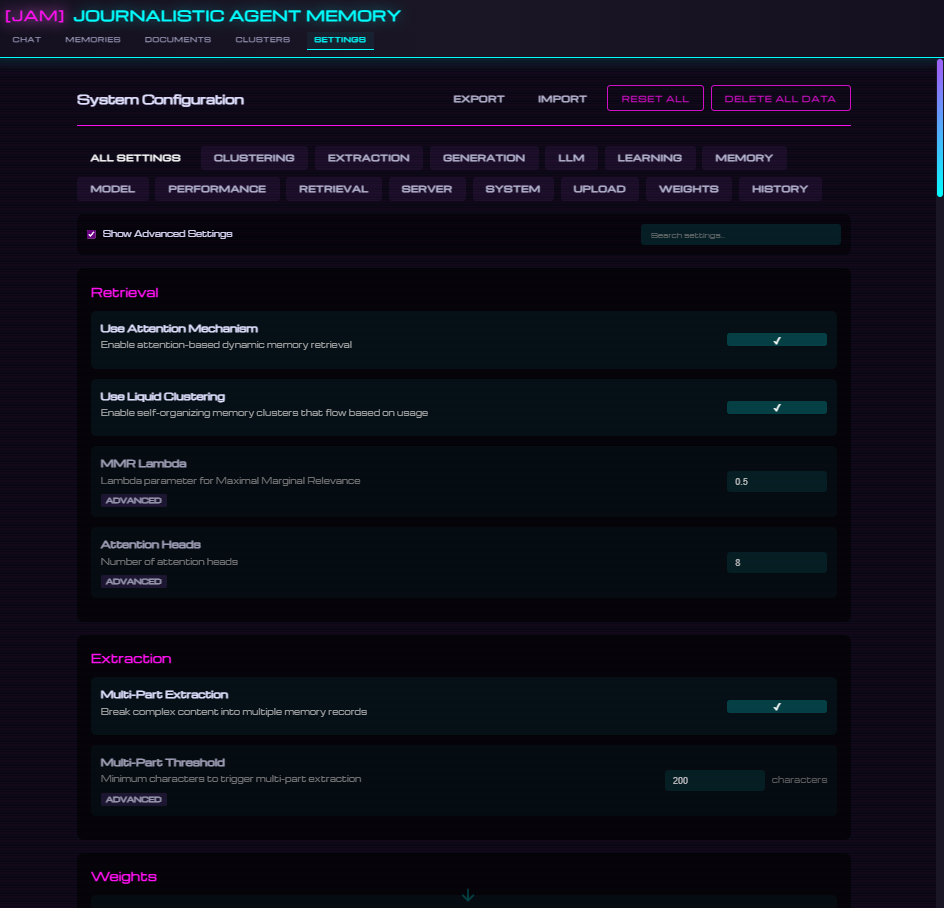 [JAM] JOURNALISTIC AGENT MEMORY
CHAT MEMORIES DOCUMENTS CLUSTERS SETTINGS
System Configuration EXPORT IMPORT RESET ALL DELETE ALL DATA
ALL SETTINGS CLUSTERING EXTRACTION GENERATION LLM LEARNING MEMORY
MODEL PERFORMANCE RETRIEVAL SERVER SYSTEM UPLOAD WEIGHTS HISTORY
Show Advanced Settings Search settings...
Retrieval
Use Attention Mechanism
Enable attention-based dynamic memory retrieval
Use Liquid Clustering
Enable self-organizing memory clusters that flow based on usage
MMR Lambda
Lambda parameter for Maximal Marginal Relevance
0.5
ADVANCED
Attention Heads
Number of attention heads
8
ADVANCED
Extraction
Multi-Part Extraction
Break complex content into multiple memory records
Multi-Part Threshold
Minimum characters to trigger multi-part extraction
200 characters
ADVANCED
Weights